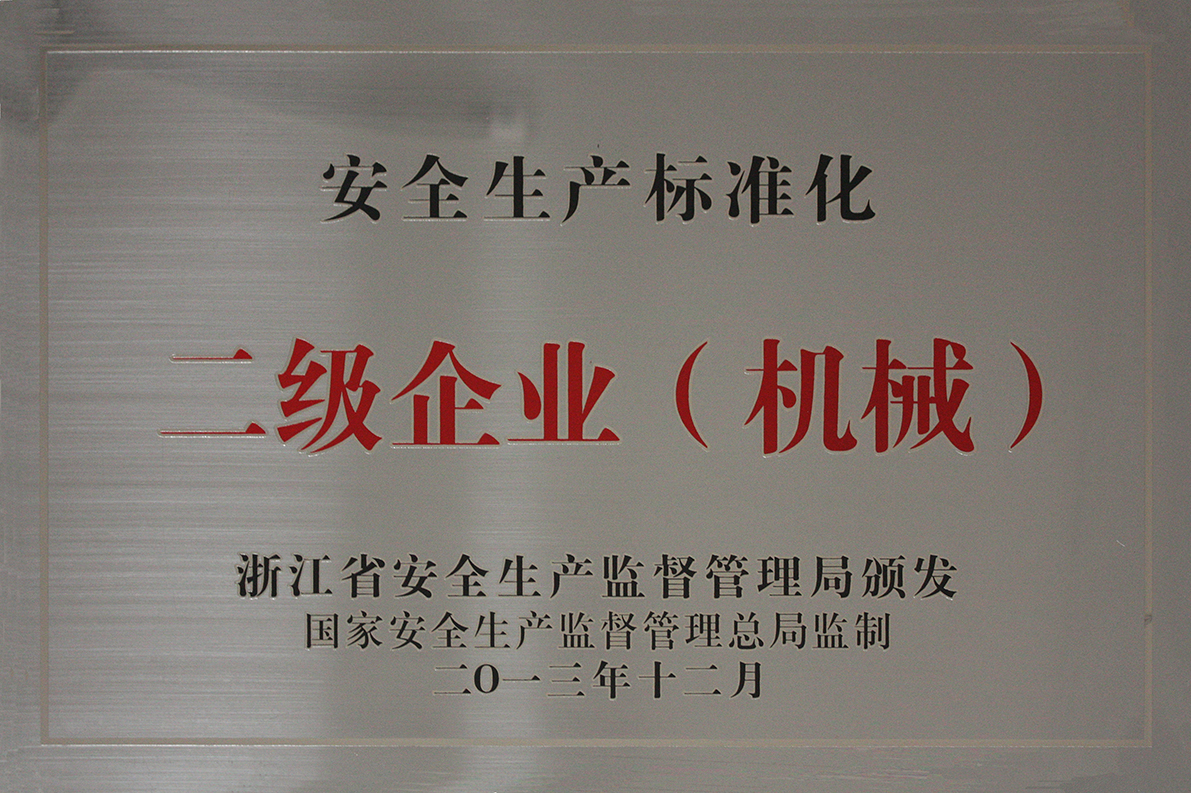 安全生产标准化
二级企业（机械）
浙江省安全生产监督管理局颁发
国家安全生产监督管理总局监制
二O一三年十二月